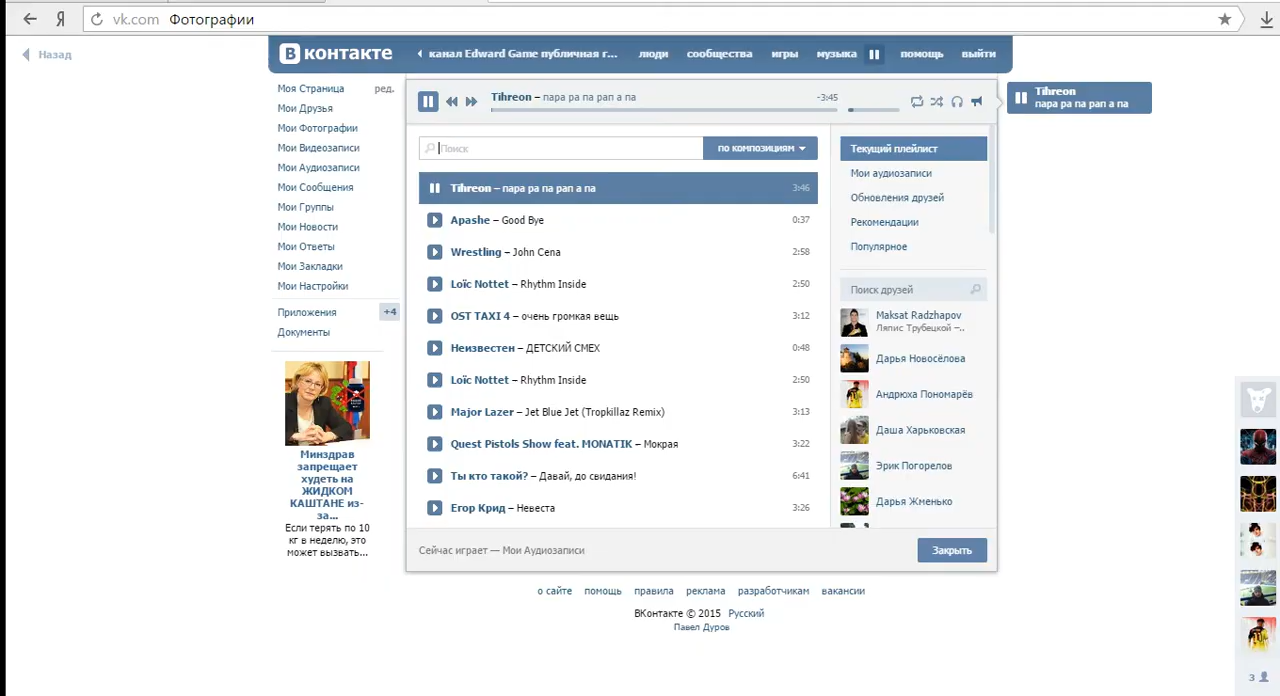 Я vk.com Фотографии
Назад
В контакте
канал Edward Game публичная г...
люди
сообщества
игры
музыка
помощь
выйти
Моя Страница ред.
Мои Друзья
Мои Фотографии
Мои Видеозаписи
Мои Аудиозаписи
Мои Сообщения
Мои Группы
Мои Новости
Мои Ответы
Мои Закладки
Мои Настройки
Приложения +4
Документы
Минздрав
запрещает
худеть на
ЖИДКОМ
КАШТАНЕ из-
за...
Если терять по 10
кг в неделю, это
может вызвать...
Tihreon – пара ра па рап а па -3:45
Tihreon
пара ра па рап а па
Поиск
по композициям
Tihreon – пара ра па рап а па 3:46
Apashe – Good Bye 0:37
Wrestling – John Cena 2:58
Loïc Nottet – Rhythm Inside 2:50
OST TAXI 4 – очень громкая вещь 3:12
Неизвестен – ДЕТСКИЙ СМЕХ 0:48
Loïc Nottet – Rhythm Inside 2:50
Major Lazer – Jet Blue Jet (Tropkillaz Remix) 3:13
Quest Pistols Show feat. MONATIK – Мокрая 3:22
Ты кто такой? – Давай, до свидания! 6:41
Егор Крид – Невеста 3:26
Текущий плейлист
Мои аудиозаписи
Обновления друзей
Рекомендации
Популярное
Поиск друзей
Maksat Radzhapov
Ляпис Трубецкой –..
Дарья Новосёлова
Андрюха Пономарёв
Даша Харьковская
Эрик Погорелов
Дарья Жменько
Сейчас играет — Мои Аудиозаписи
Закрыть
о сайте помощь правила реклама разработчикам вакансии
ВКонтакте © 2015 Русский
Павел Дуров
3